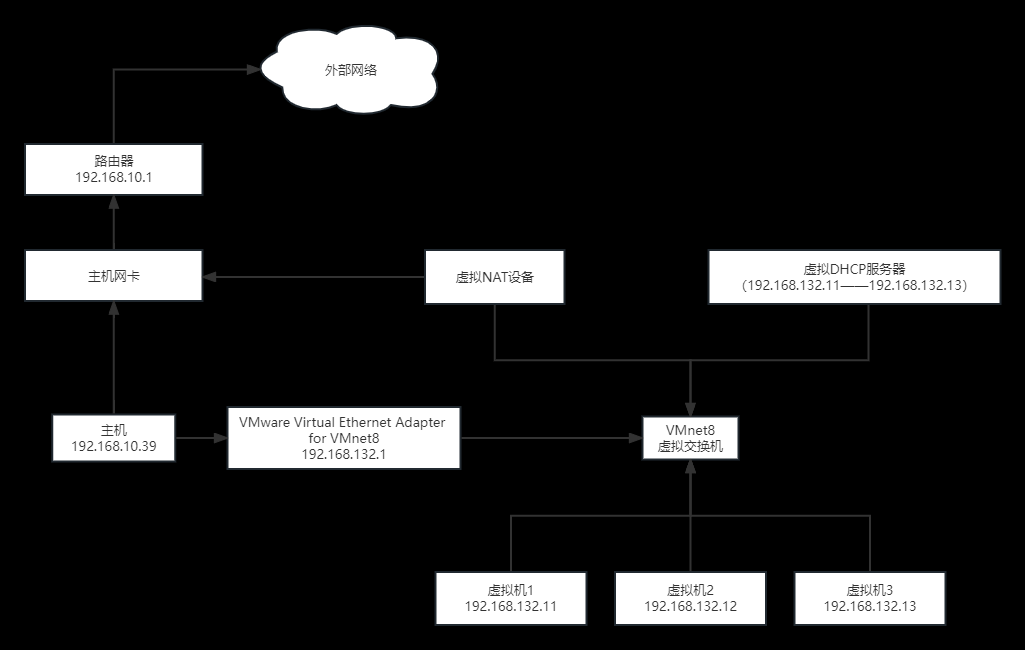 外部网络
路由器
192.168.10.1
主机网卡
虚拟NAT设备
虚拟DHCP服务器
（192.168.132.11——192.168.132.13）
主机
192.168.10.39
VMware Virtual Ethernet Adapter
for VMnet8
192.168.132.1
VMnet8
虚拟交换机
虚拟机1
192.168.132.11
虚拟机2
192.168.132.12
虚拟机3
192.168.132.13